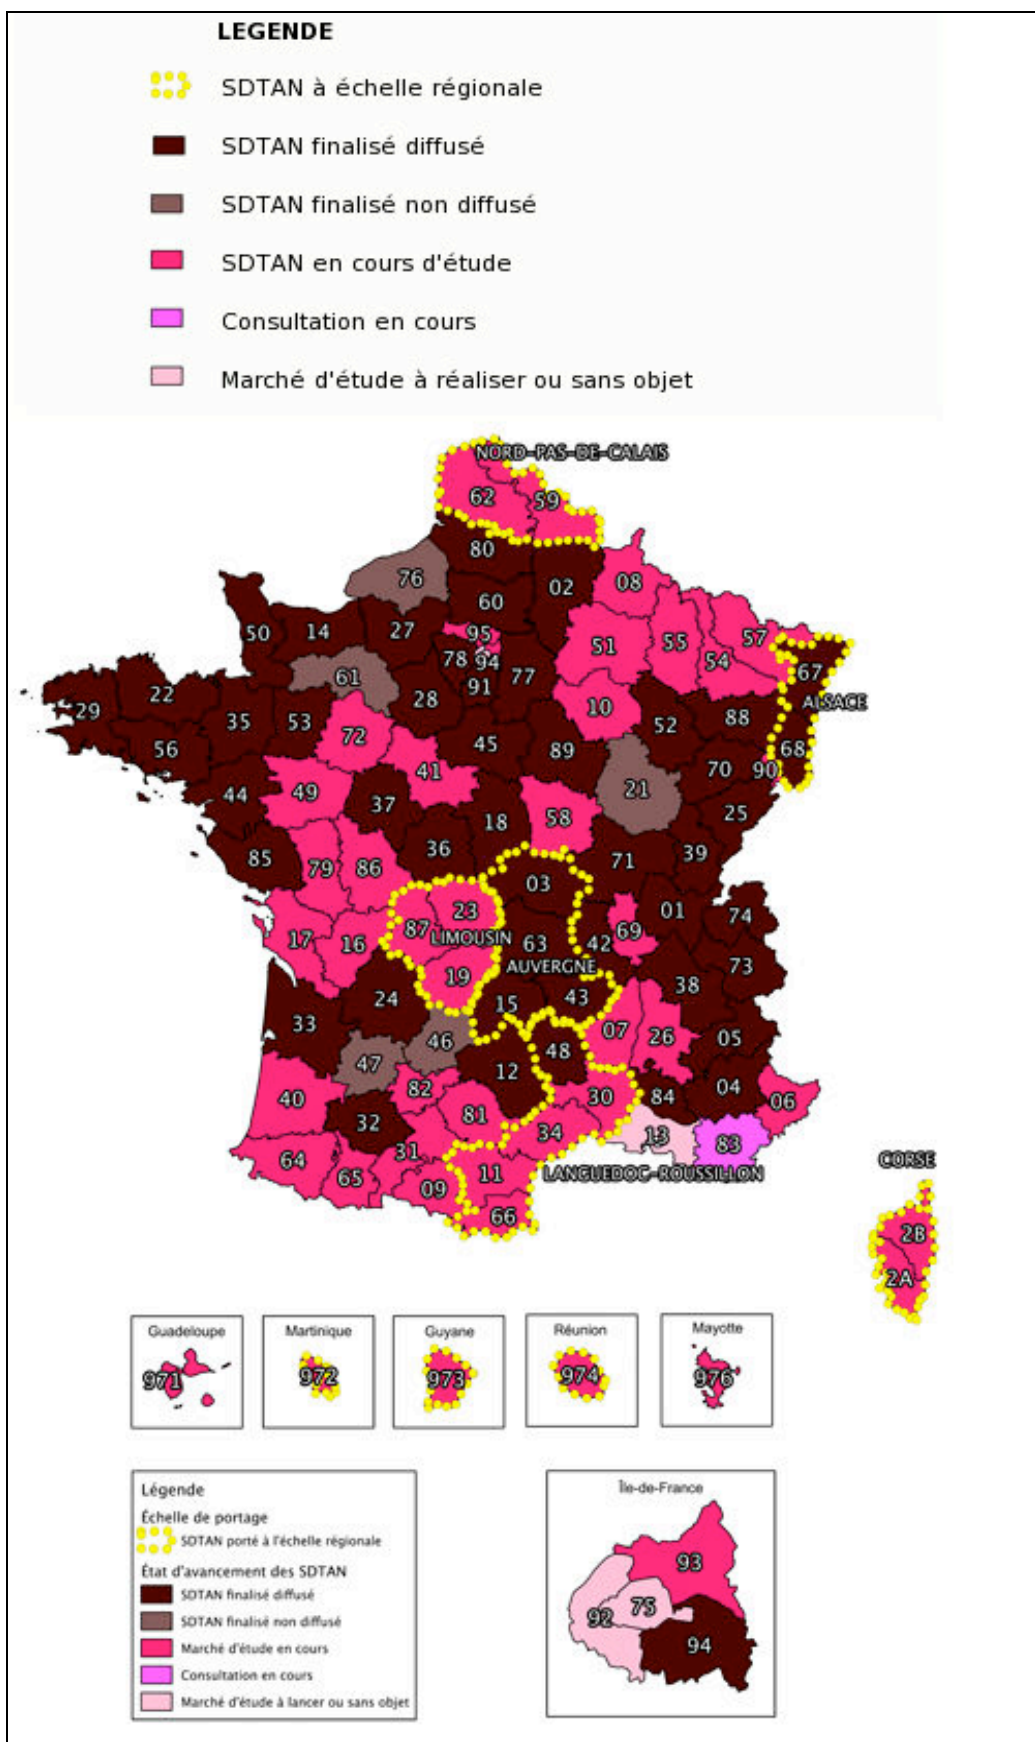 LEGENDE
SDTAN à échelle régionale
SDTAN finalisé diffusé
SDTAN finalisé non diffusé
SDTAN en cours d'étude
Consultation en cours
Marché d'étude à réaliser ou sans objet
NORD-PAS-DE-CALAIS
62 59
80
76 02 08
60
50 14 27 95 51 55 57
78 94 54 67
61 91 77
22 28 10 88 ALSACE
29 35 53 52
56 72 45 89 68
41 70 90
44 49 37 21 25
18 58
85 36 71 39
79 86 03
23 01 74
17 16 87 LIMOUSIN 63 42 69
AUVERGNE 73
19 38
24 15 43
33 07 26 05
46 48
47 12
40 82 30 84 04 06
32 81
34 13 83
64 31
65 09 11 LANGUEDOC-ROUSSILLON CORSE
66
2B
2A
Guadeloupe Martinique Guyane Réunion Mayotte
971 972 973 974 976
Légende
Échelle de portage
SDTAN porté à l'échelle régionale
État d'avancement des SDTAN
SDTAN finalisé diffusé
SDTAN finalisé non diffusé
Marché d'étude en cours
Consultation en cours
Marché d'étude à lancer ou sans objet
Île-de-France
93
75
92
94